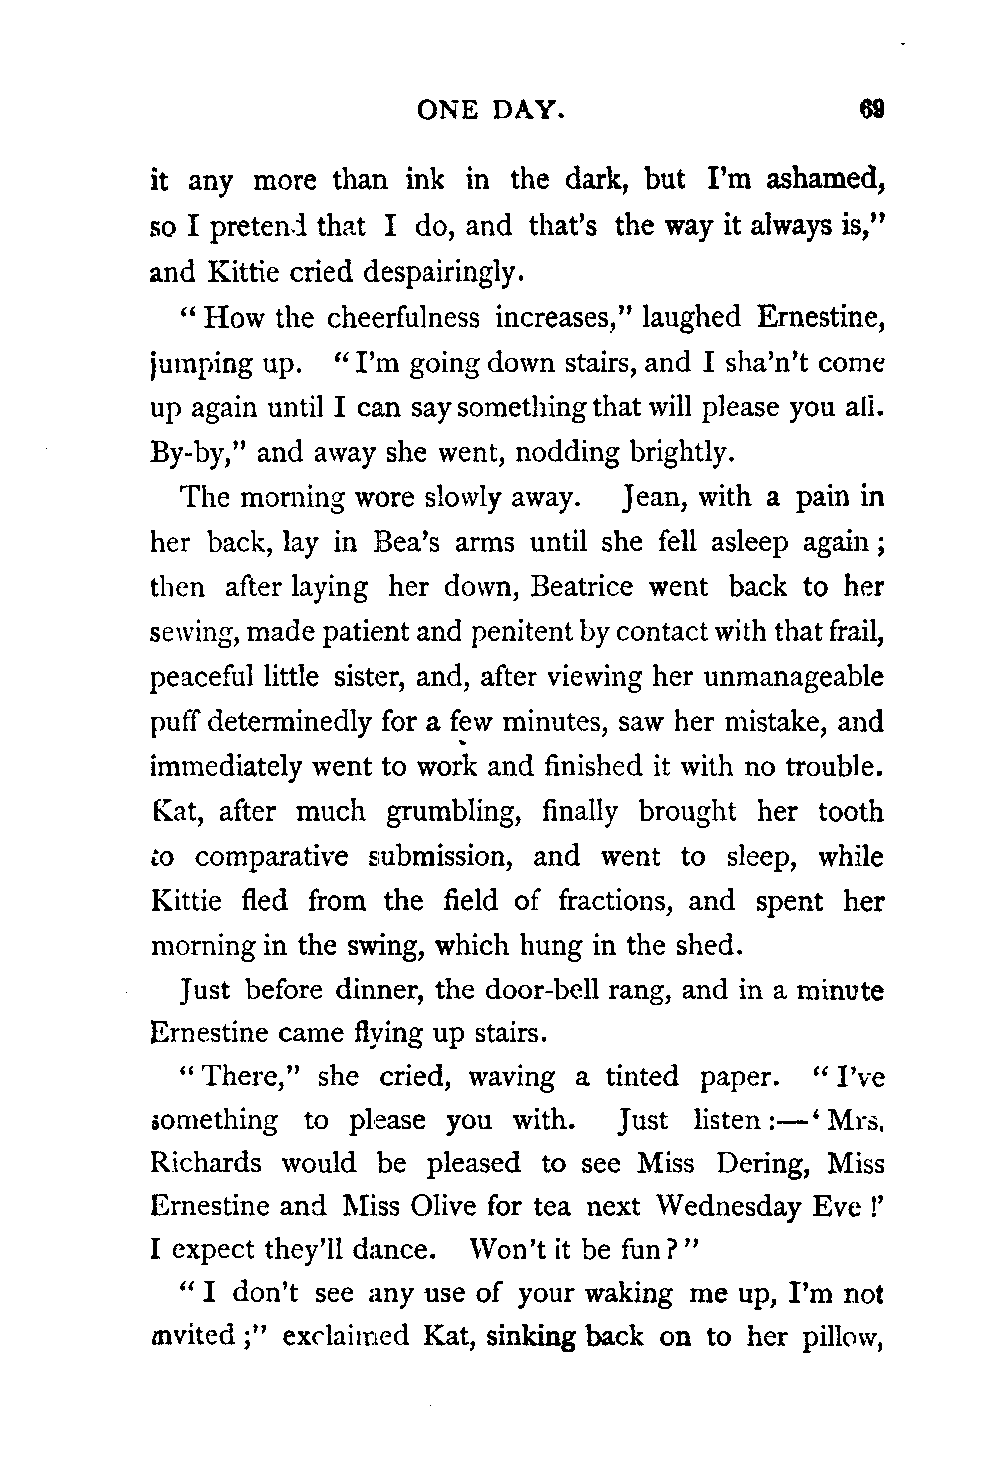 ONE DAY. 69
it any more than ink in the dark, but I'm ashamed,
so I pretend that I do, and that's the way it always is,"
and Kittie cried despairingly.
"How the cheerfulness increases," laughed Ernestine,
jumping up. "I'm going down stairs, and I sha'n't come
up again until I can say something that will please you all.
By-by," and away she went, nodding brightly.
The morning wore slowly away. Jean, with a pain in
her back, lay in Bea's arms until she fell asleep again;
then after laying her down, Beatrice went back to her
sewing, made patient and penitent by contact with that frail,
peaceful little sister, and, after viewing her unmanageable
puff determinedly for a few minutes, saw her mistake, and
immediately went to work and finished it with no trouble.
Kat, after much grumbling, finally brought her tooth
to comparative submission, and went to sleep, while
Kittie fled from the field of fractions, and spent her
morning in the swing, which hung in the shed.
Just before dinner, the door-bell rang, and in a minute
Ernestine came flying up stairs.
"There," she cried, waving a tinted paper. "I've
something to please you with. Just listen:—'Mrs.
Richards would be pleased to see Miss Dering, Miss
Ernestine and Miss Olive for tea next Wednesday Eve!'
I expect they'll dance. Won't it be fun?"
"I don't see any use of your waking me up, I'm not
invited;" exclaimed Kat, sinking back on to her pillow,